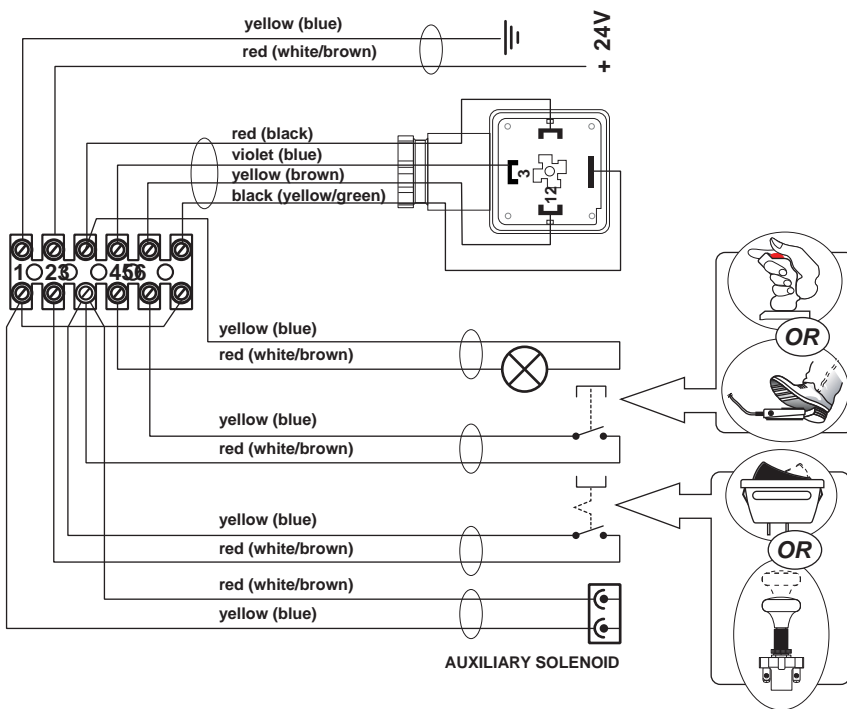 yellow (blue)
red (white/brown)
+ 24V
red (black)
violet (blue)
yellow (brown)
black (yellow/green)
3
12
1 2 3 4 5 6
OR
yellow (blue)
red (white/brown)
yellow (blue)
red (white/brown)
OR
yellow (blue)
red (white/brown)
red (white/brown)
yellow (blue)
AUXILIARY SOLENOID